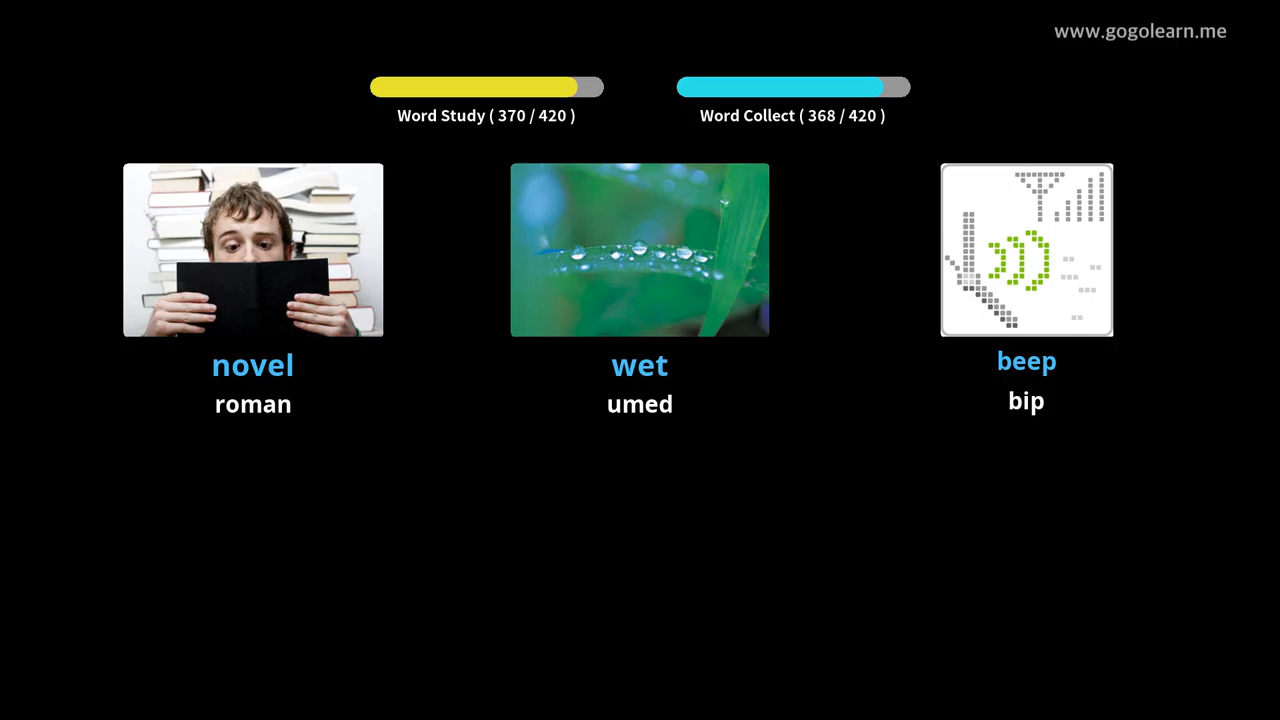 www.gogolearn.me
Word Study ( 370 / 420 )
Word Collect ( 368 / 420 )
novel
roman
wet
umed
beep
bip